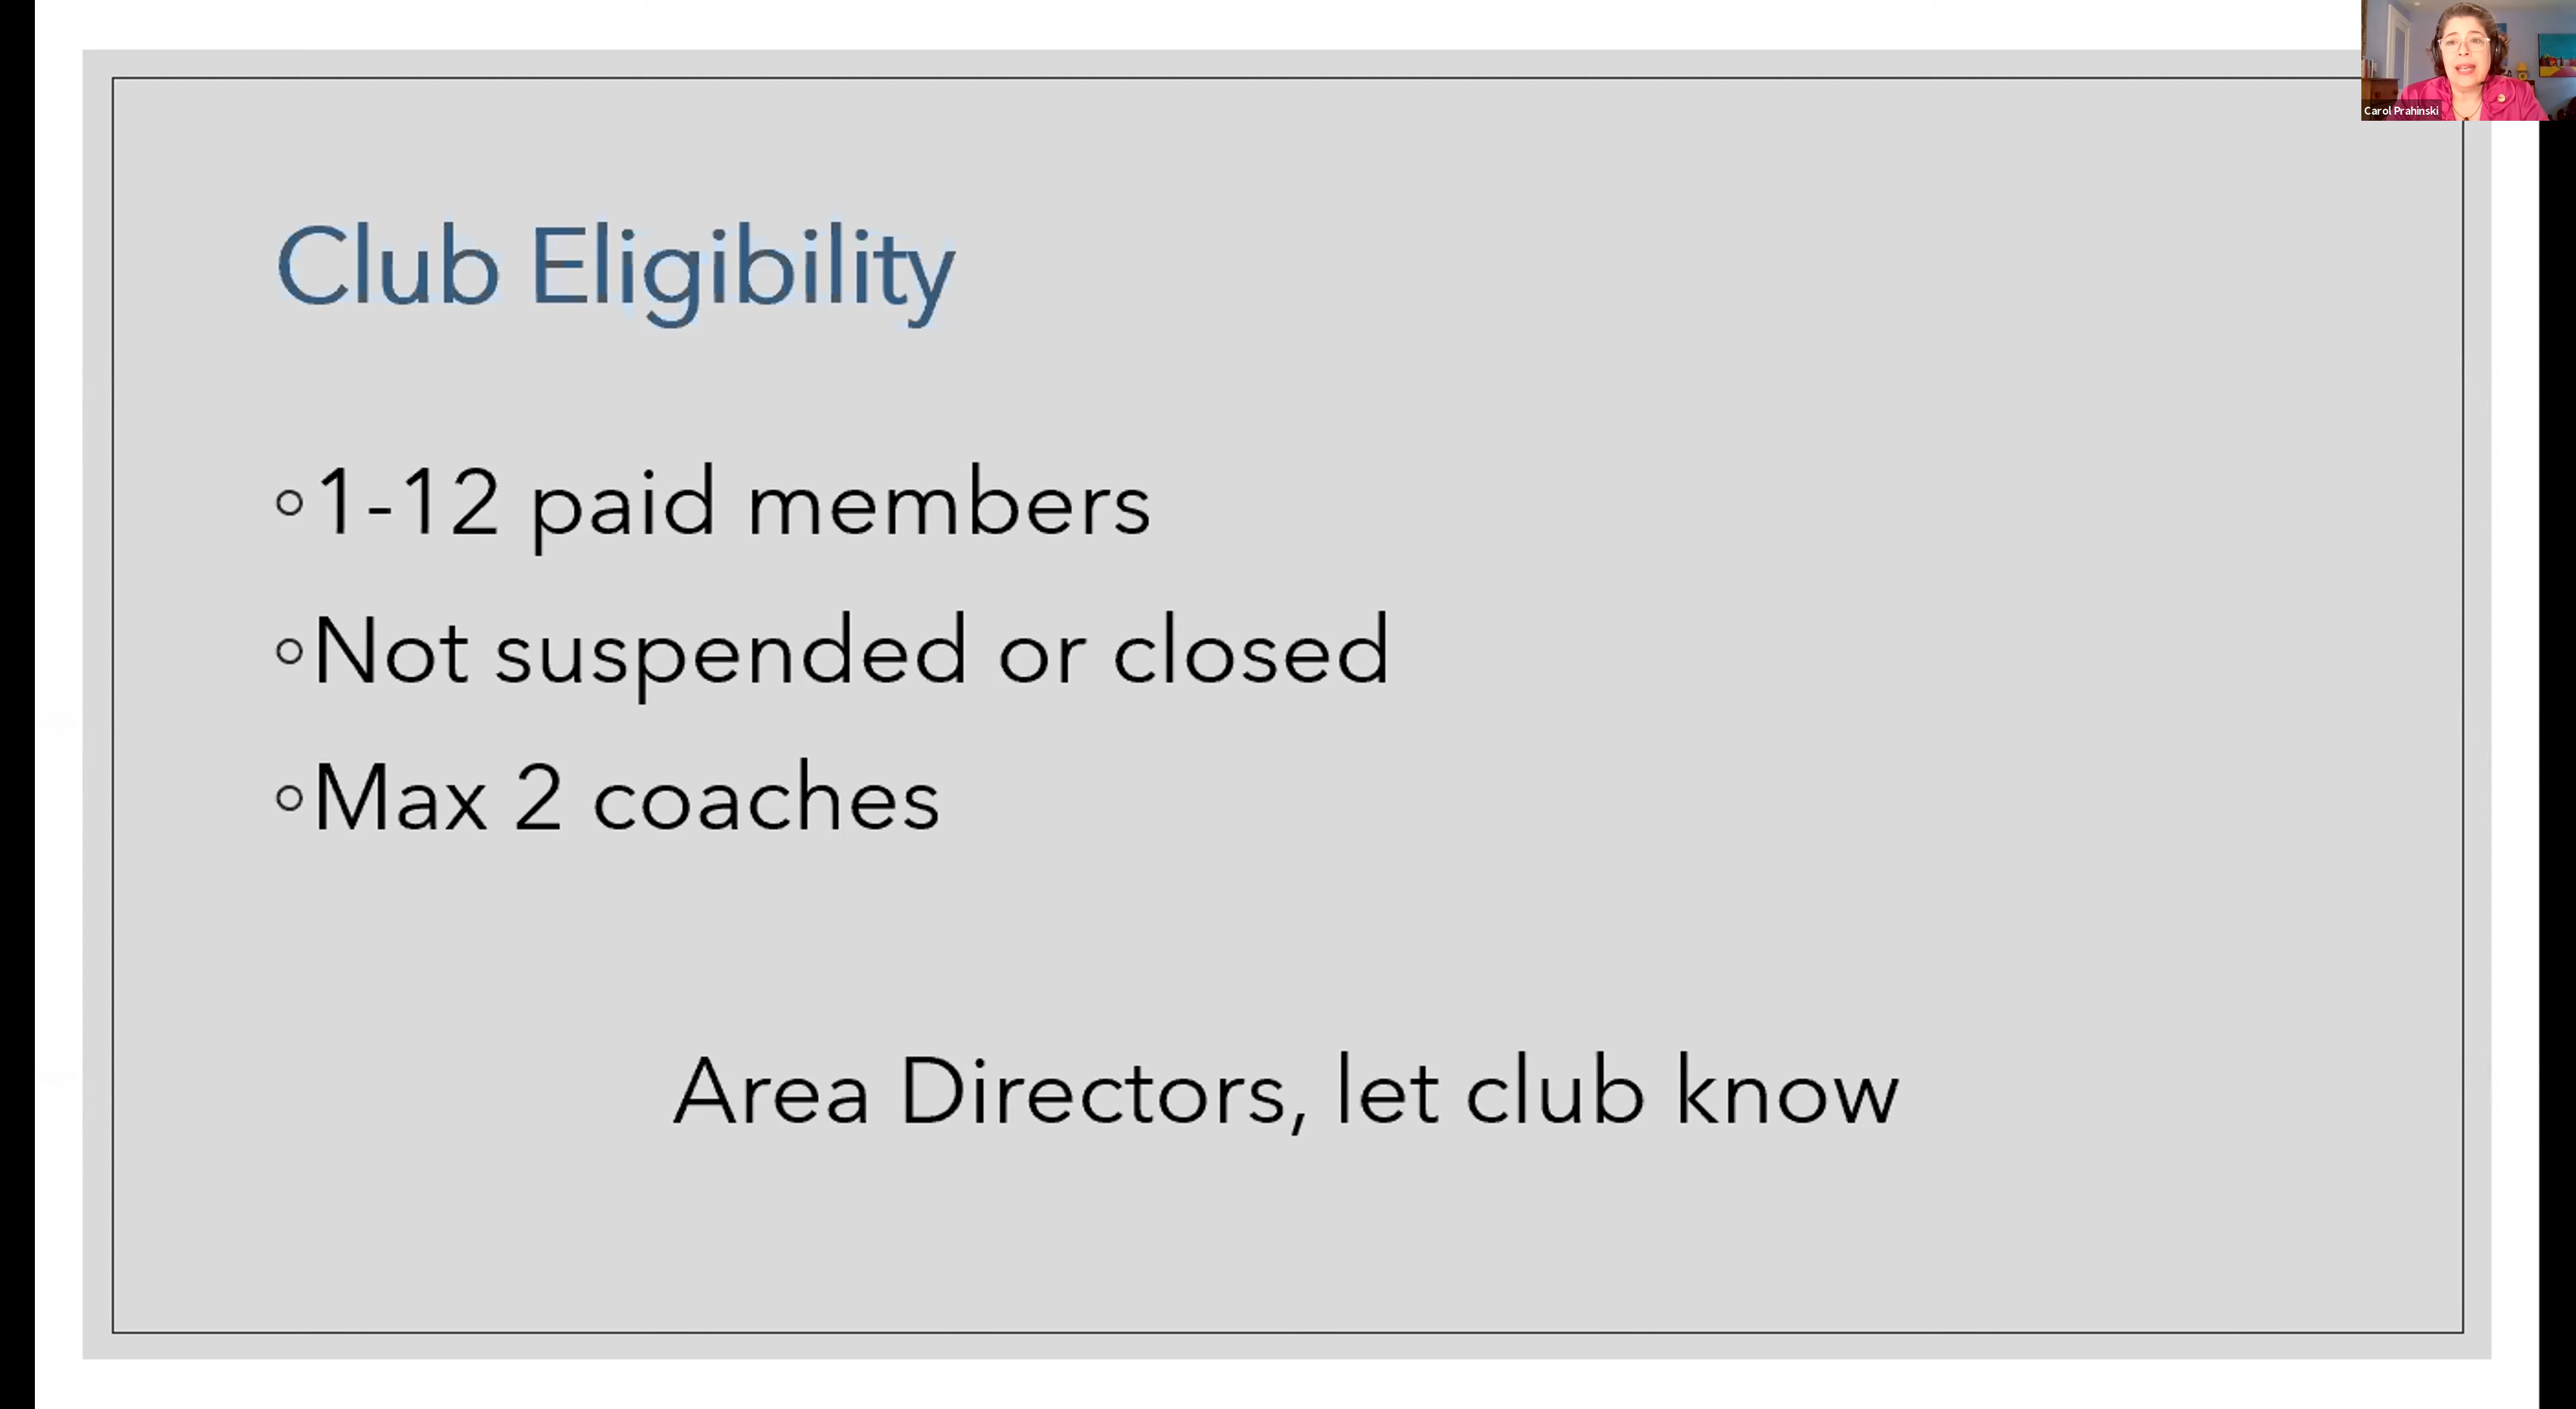 Carol Prahinski
Club Eligibility
◦1-12 paid members
◦Not suspended or closed
◦Max 2 coaches
Area Directors, let club know